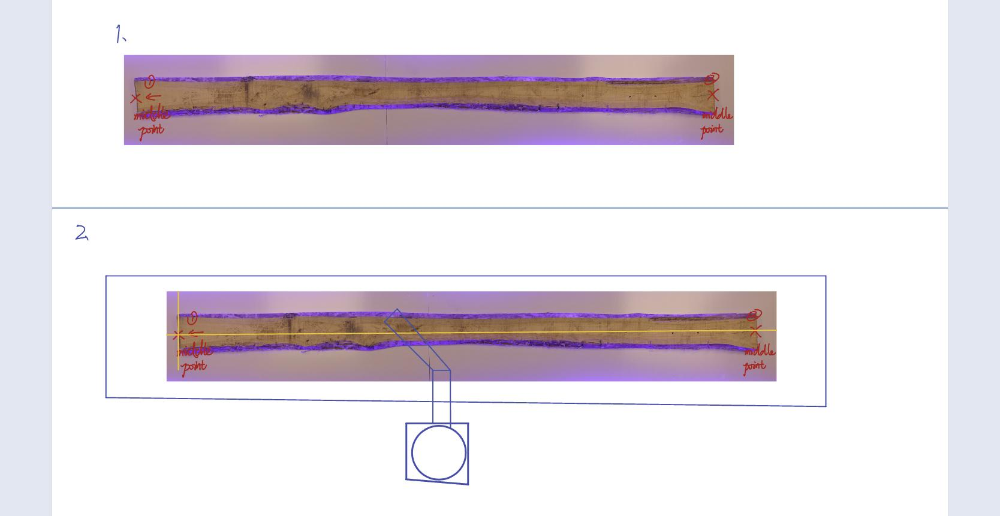 1.
①
②
middle
point
middle
point
2.
①
②
middle
point
middle
point